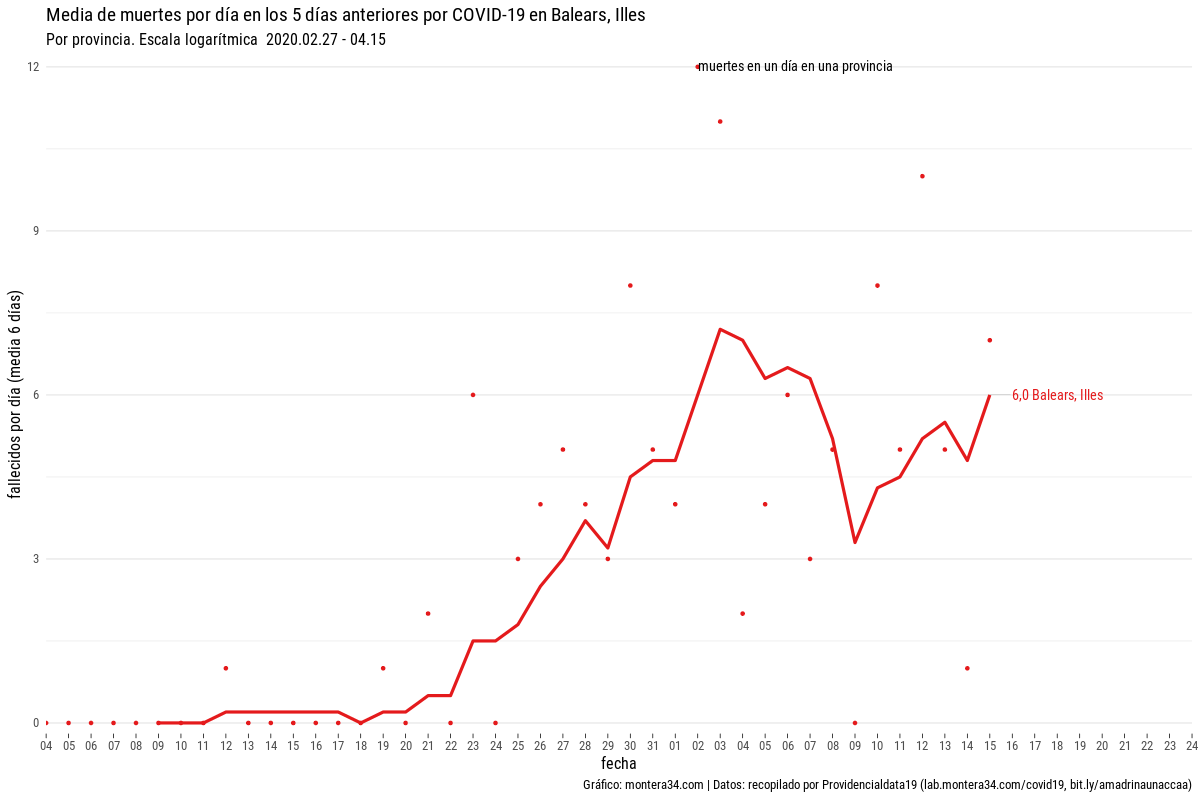 Media de muertes por día en los 5 días anteriores por COVID-19 en Balears, Illes
Por provincia. Escala logarítmica  2020.02.27 - 04.15
12
muertes en un día en una provincia
9
fallecidos por día (media 6 días)
6
6,0 Balears, Illes
3
0
04 05 06 07 08 09 10 11 12 13 14 15 16 17 18 19 20 21 22 23 24 25 26 27 28 29 30 31 01 02 03 04 05 06 07 08 09 10 11 12 13 14 15 16 17 18 19 20 21 22 23 24
fecha
Gráfico: montera34.com | Datos: recopilado por Providencialdata19 (lab.montera34.com/covid19, bit.ly/amadrinaunaccaa)